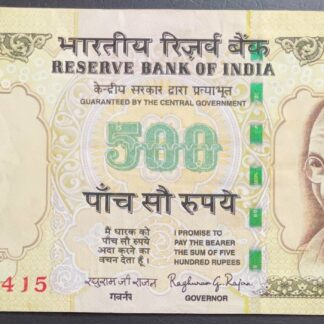 भारतीय रिज़र्व बैंक
RESERVE BANK OF INDIA
केन्द्रीय सरकार द्वारा प्रत्याभूत
GUARANTEED BY THE CENTRAL GOVERNMENT
500
पाँच सौ रुपये
मैं धारक को
पाँच सौ रुपये
अदा करने का
वचन देता हूँ।
I PROMISE TO
PAY THE BEARER
THE SUM OF FIVE
HUNDRED RUPEES
415
रघुराम जी राजन
Raghuram G. Rajan
गवर्नर
GOVERNOR